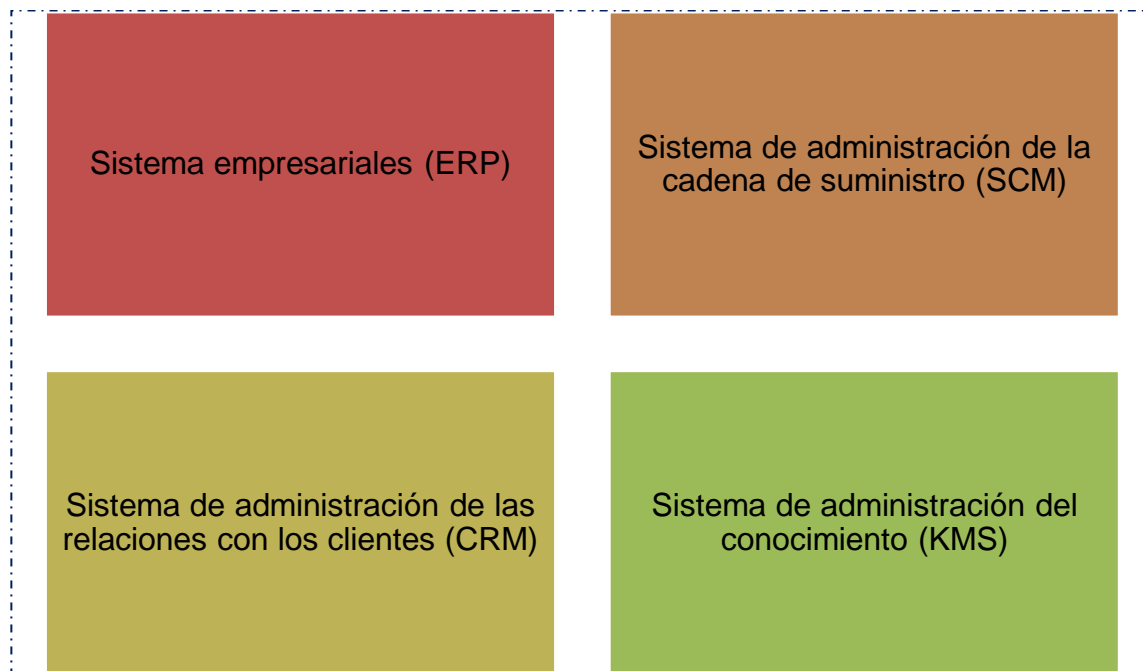 Sistema empresariales (ERP)
Sistema de administración de la
cadena de suministro (SCM)
Sistema de administración de las
relaciones con los clientes (CRM)
Sistema de administración del
conocimiento (KMS)